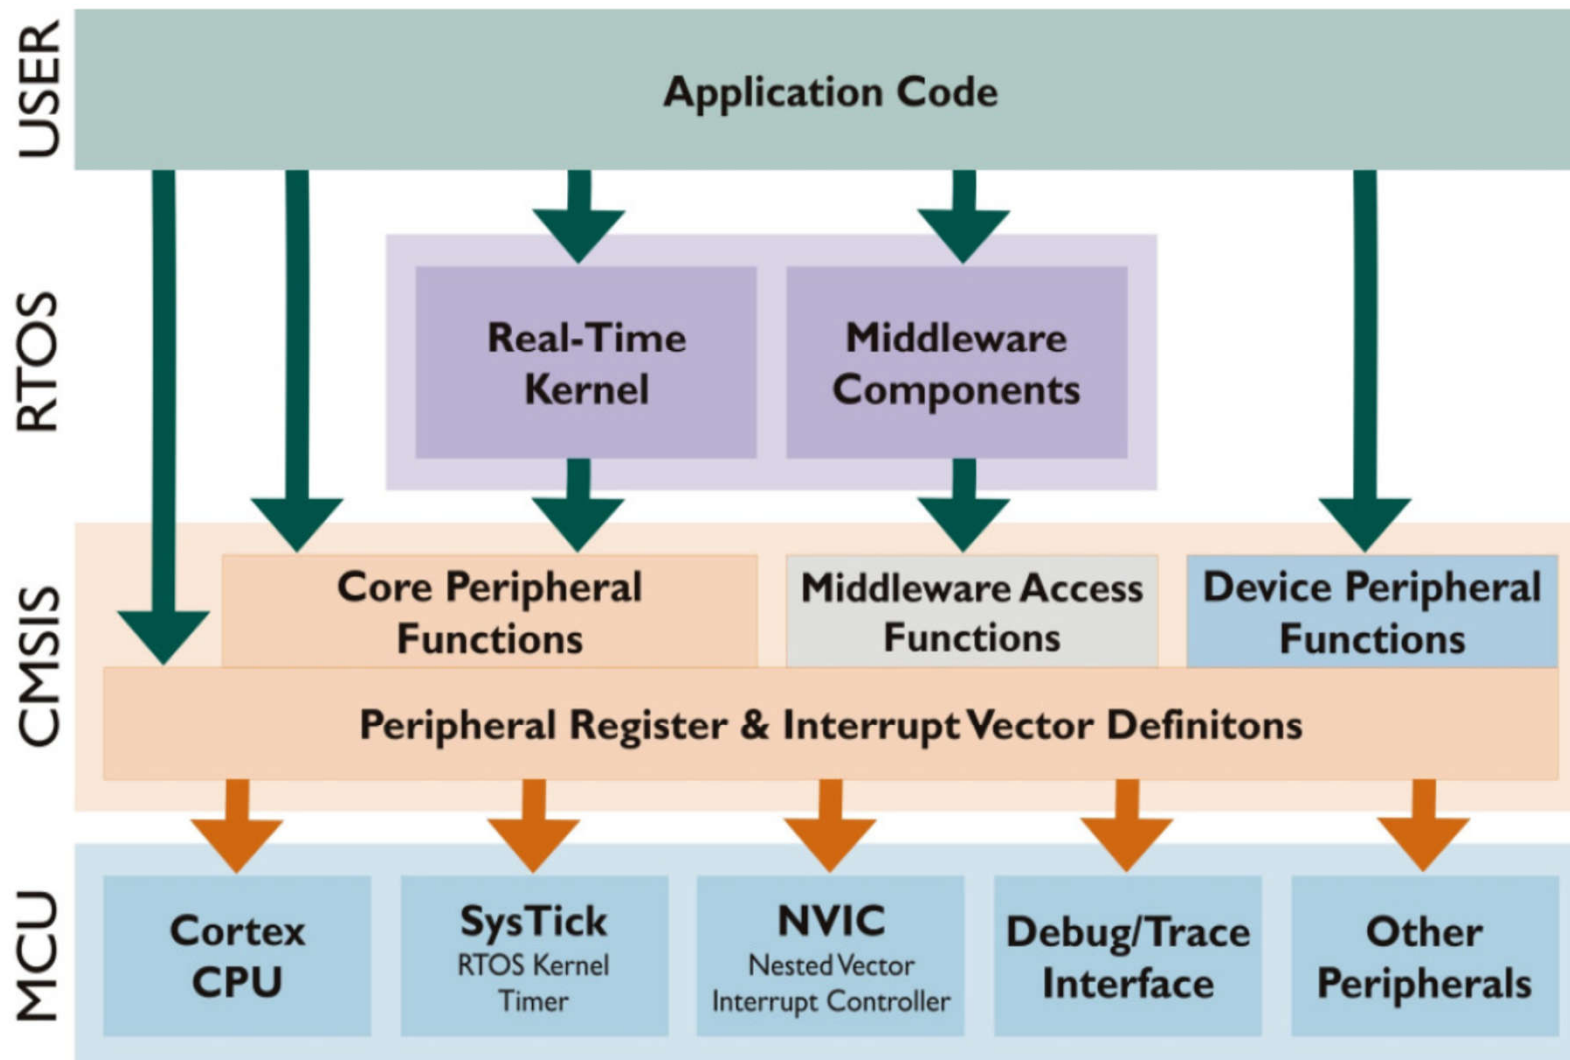 USER
Application Code
RTOS
Real-Time
Kernel
Middleware
Components
CMSIS
Core Peripheral
Functions
Middleware Access
Functions
Device Peripheral
Functions
Peripheral Register & Interrupt Vector Definitons
MCU
Cortex
CPU
SysTick
RTOS Kernel
Timer
NVIC
Nested Vector
Interrupt Controller
Debug/Trace
Interface
Other
Peripherals